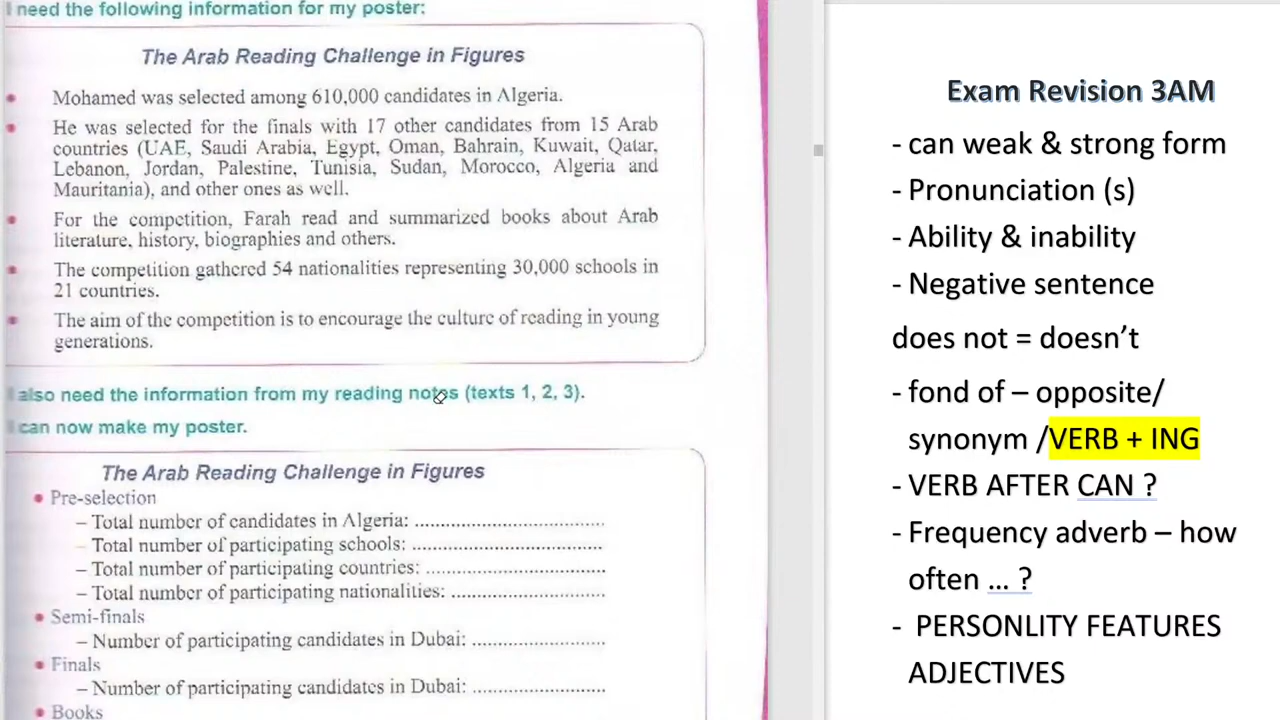 I need the following information for my poster:
The Arab Reading Challenge in Figures
• Mohamed was selected among 610,000 candidates in Algeria.
• He was selected for the finals with 17 other candidates from 15 Arab
countries (UAE, Saudi Arabia, Egypt, Oman, Bahrain, Kuwait, Qatar,
Lebanon, Jordan, Palestine, Tunisia, Sudan, Morocco, Algeria and
Mauritania), and other ones as well.
• For the competition, Farah read and summarized books about Arab
literature, history, biographies and others.
• The competition gathered 54 nationalities representing 30,000 schools in
21 countries.
• The aim of the competition is to encourage the culture of reading in young
generations.
I also need the information from my reading notes (texts 1, 2, 3).
I can now make my poster.
The Arab Reading Challenge in Figures
• Pre-selection
– Total number of candidates in Algeria: ....................................
– Total number of participating schools: ....................................
– Total number of participating countries: ..................................
– Total number of participating nationalities: .............................
• Semi-finals
– Number of participating candidates in Dubai: .........................
• Finals
– Number of participating candidates in Dubai: .........................
• Books
Exam Revision 3AM
- can weak & strong form
- Pronunciation (s)
- Ability & inability
- Negative sentence
does not = doesn’t
- fond of – opposite/
synonym /VERB + ING
- VERB AFTER CAN ?
- Frequency adverb – how
often … ?
- PERSONLITY FEATURES
ADJECTIVES